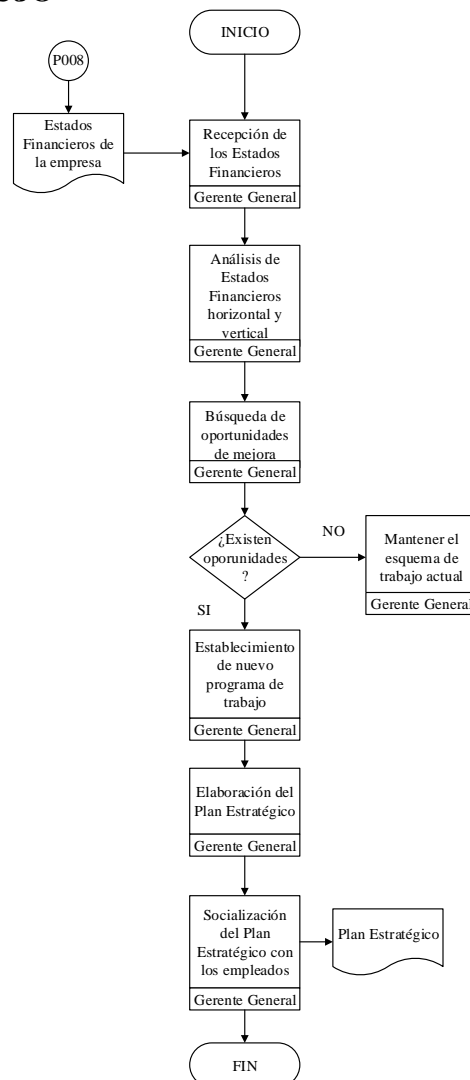 INICIO
P008
Estados
Financieros de
la empresa
Recepción de
los Estados
Financieros
Gerente General
Análisis de
Estados
Financieros
horizontal y
vertical
Gerente General
Búsqueda de
oportunidades
de mejora
Gerente General
¿Existen
oporunidades
?
NO
Mantener el
esquema de
trabajo actual
Gerente General
SI
Establecimiento
de nuevo
programa de
trabajo
Gerente General
Elaboración del
Plan Estratégico
Gerente General
Socialización
del Plan
Estratégico con
los empleados
Gerente General
Plan Estratégico
FIN